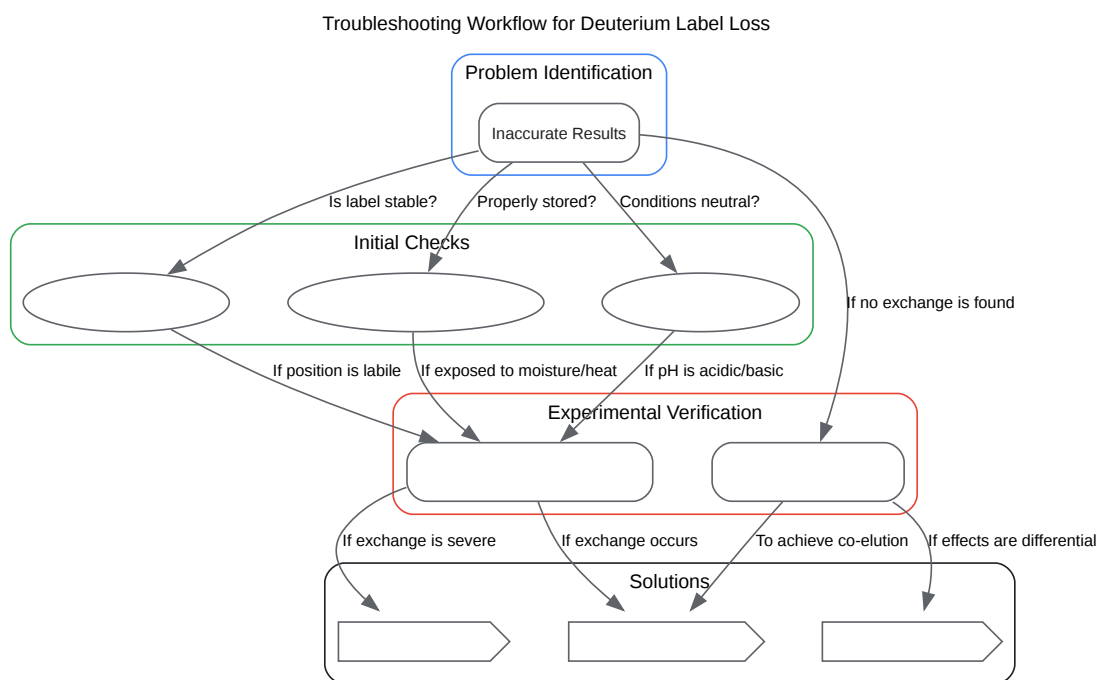 Troubleshooting Workflow for Deuterium Label Loss
Problem Identification
Inaccurate Results
Is label stable?
Properly stored?
Conditions neutral?
Initial Checks
If no exchange is found
If position is labile
If exposed to moisture/heat
If pH is acidic/basic
Experimental Verification
If exchange is severe
If exchange occurs
To achieve co-elution
If effects are differential
Solutions